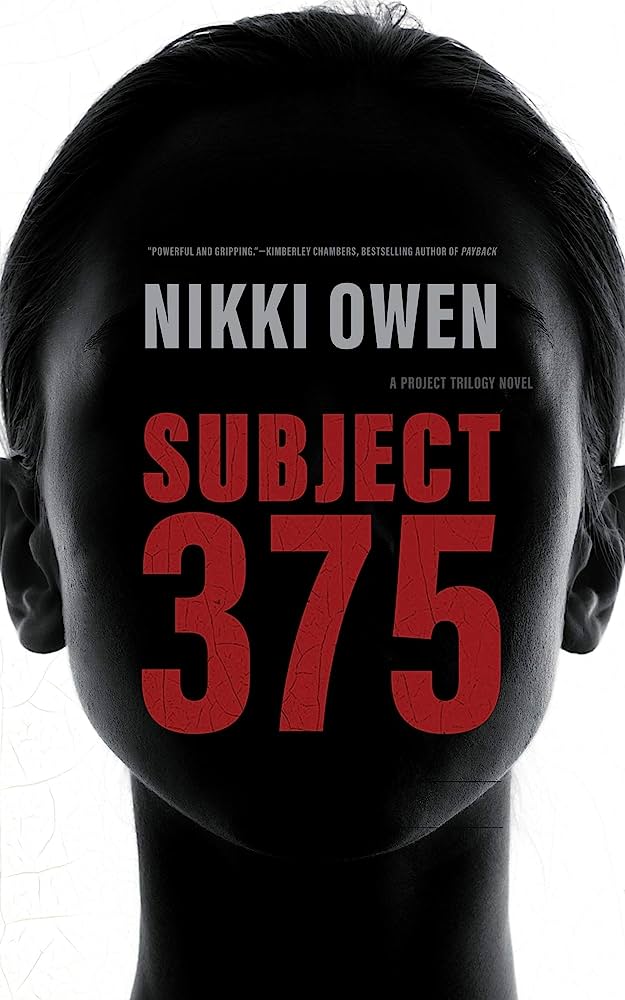 "POWERFUL AND GRIPPING."—KIMBERLEY CHAMBERS, BESTSELLING AUTHOR OF PAYBACK
NIKKI OWEN
A PROJECT TRILOGY NOVEL
SUBJECT
375